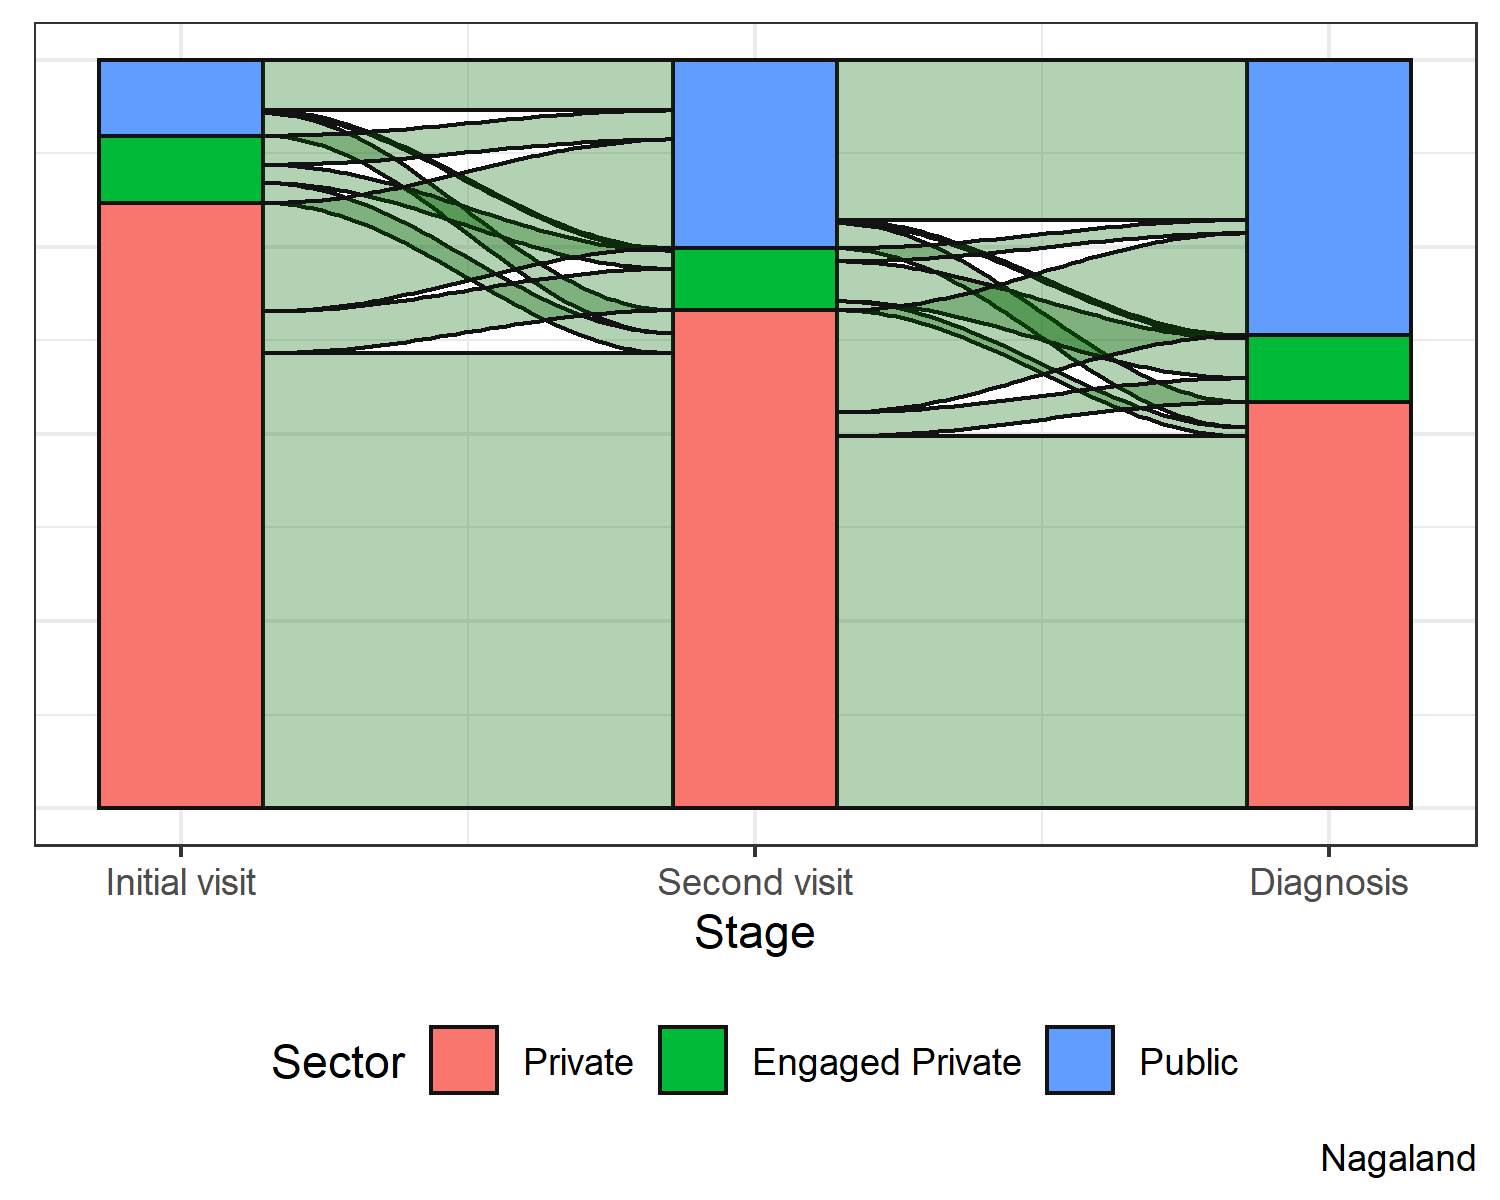 Initial visit Second visit Diagnosis
Stage
Sector Private Engaged Private Public
Nagaland